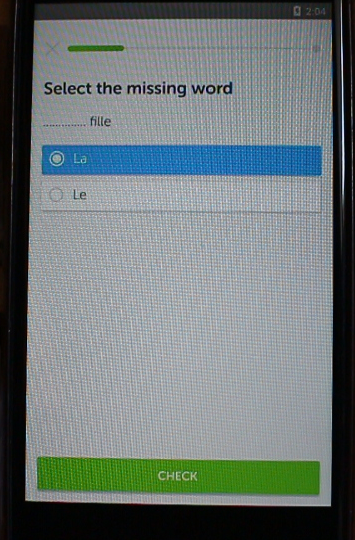 2:04
Select the missing word
.............. fille
La
Le
CHECK